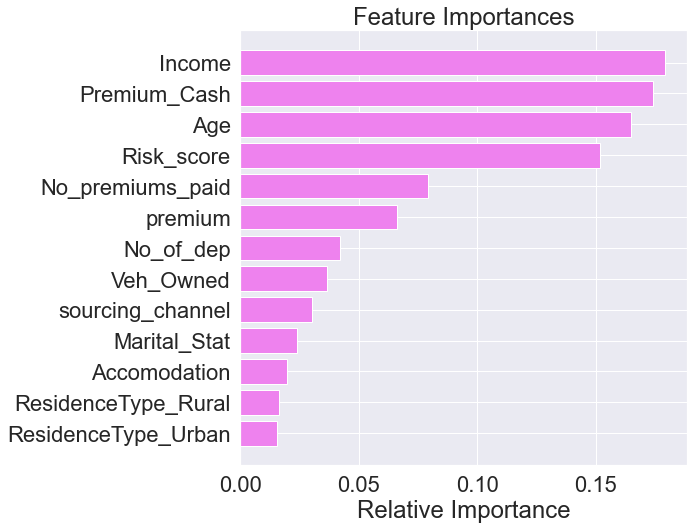 Feature Importances
Income
Premium_Cash
Age
Risk_score
No_premiums_paid
premium
No_of_dep
Veh_Owned
sourcing_channel
Marital_Stat
Accomodation
ResidenceType_Rural
ResidenceType_Urban
0.00 0.05 0.10 0.15
Relative Importance